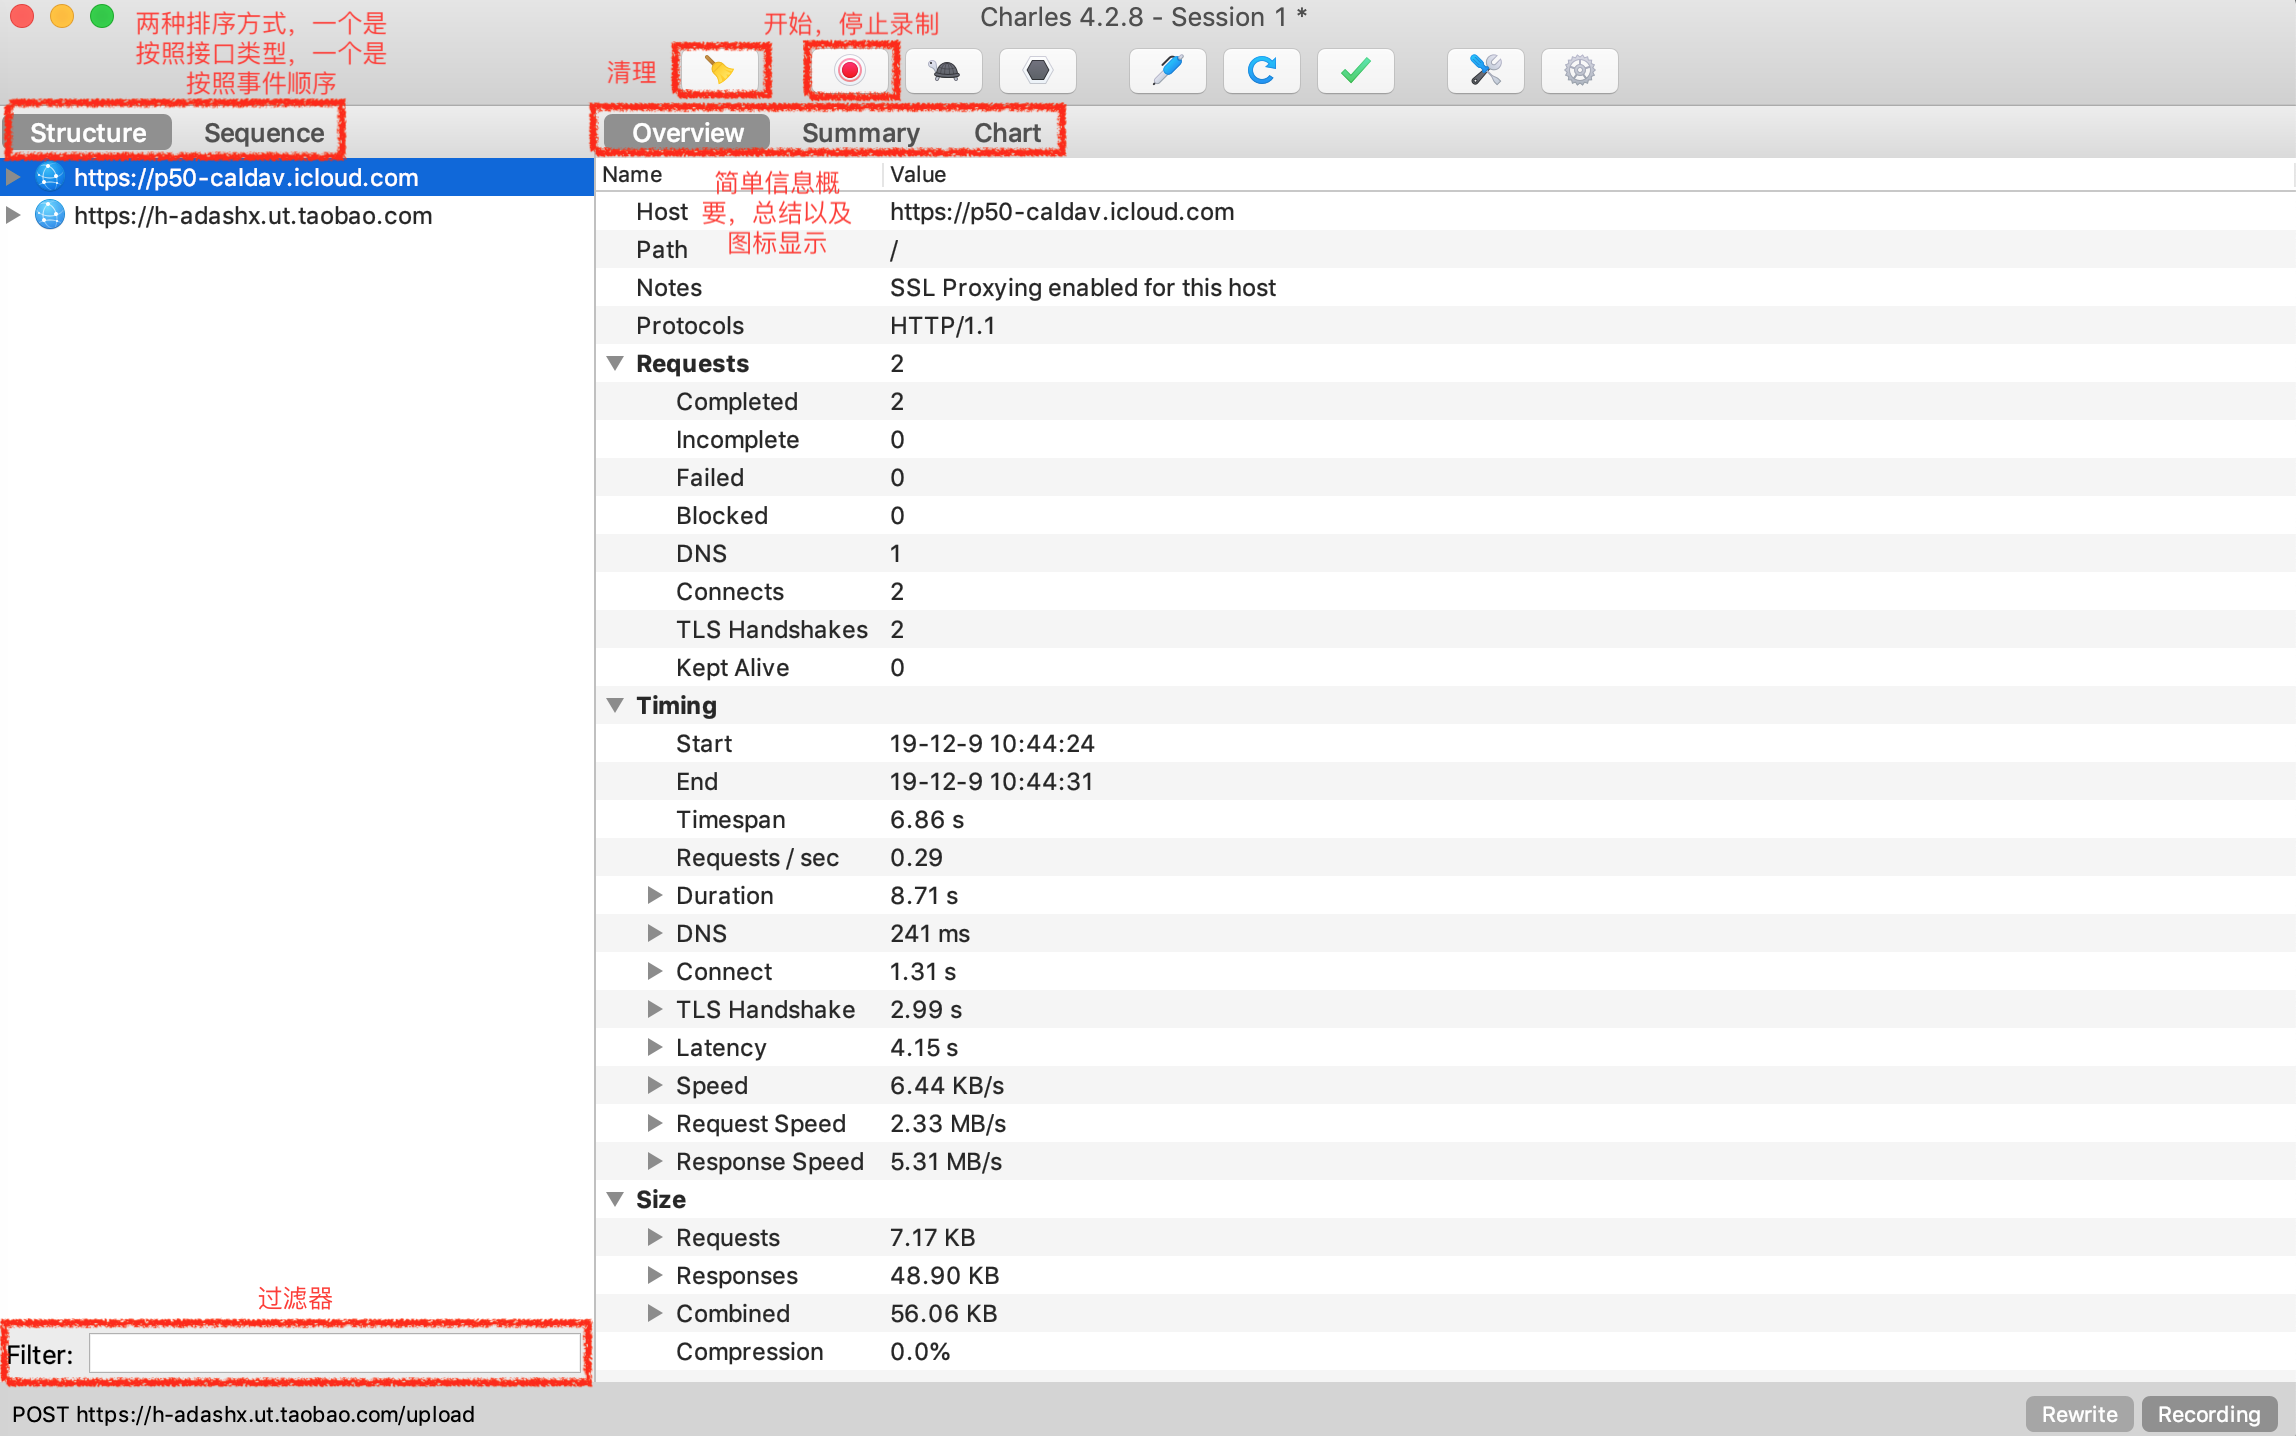 两种排序方式，一个是
按照接口类型，一个是
按照事件顺序
开始，停止录制
Charles 4.2.8 - Session 1 *
清理
Structure Sequence
Overview Summary Chart
https://p50-caldav.icloud.com
https://h-adashx.ut.taobao.com
Name Value
简单信息概
要，总结以及
图标显示
Host https://p50-caldav.icloud.com
Path /
Notes SSL Proxying enabled for this host
Protocols HTTP/1.1
Requests 2
Completed 2
Incomplete 0
Failed 0
Blocked 0
DNS 1
Connects 2
TLS Handshakes 2
Kept Alive 0
Timing
Start 19-12-9 10:44:24
End 19-12-9 10:44:31
Timespan 6.86 s
Requests / sec 0.29
Duration 8.71 s
DNS 241 ms
Connect 1.31 s
TLS Handshake 2.99 s
Latency 4.15 s
Speed 6.44 KB/s
Request Speed 2.33 MB/s
Response Speed 5.31 MB/s
Size
Requests 7.17 KB
Responses 48.90 KB
Combined 56.06 KB
Compression 0.0%
过滤器
Filter:
POST https://h-adashx.ut.taobao.com/upload
Rewrite Recording